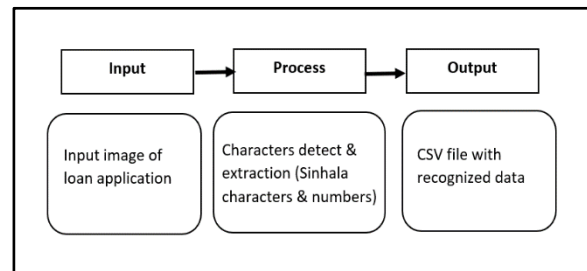 Input
Process
Output
Input image of
loan application
Characters detect &
extraction (Sinhala
characters & numbers)
CSV file with
recognized data